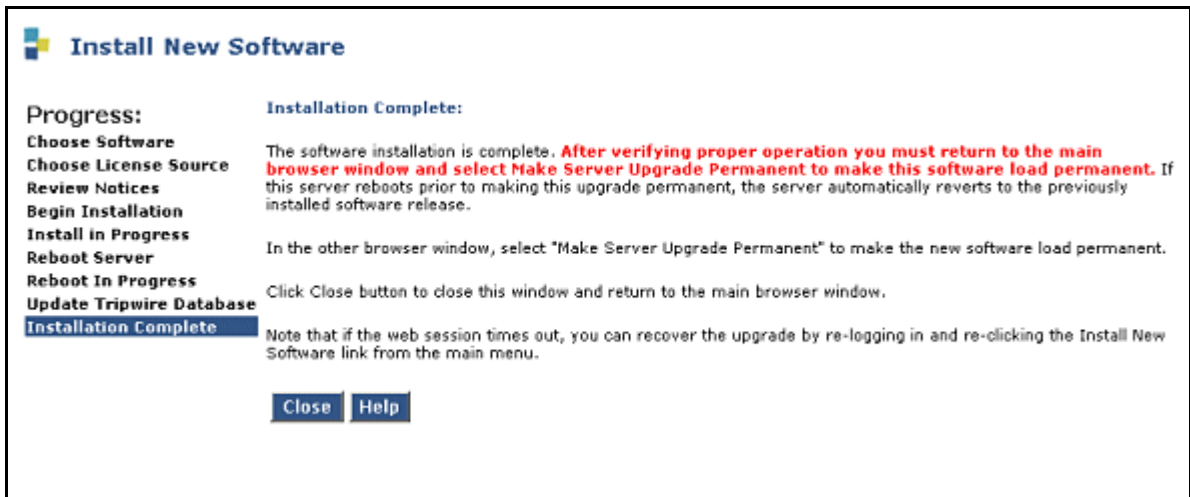 Install New Software
Progress:
Choose Software
Choose License Source
Review Notices
Begin Installation
Install in Progress
Reboot Server
Reboot In Progress
Update Tripwire Database
Installation Complete
Installation Complete:
The software installation is complete. After verifying proper operation you must return to the main
browser window and select Make Server Upgrade Permanent to make this software load permanent. If
this server reboots prior to making this upgrade permanent, the server automatically reverts to the previously
installed software release.
In the other browser window, select "Make Server Upgrade Permanent" to make the new software load permanent.
Click Close button to close this window and return to the main browser window.
Note that if the web session times out, you can recover the upgrade by re-logging in and re-clicking the Install New
Software link from the main menu.
Close Help